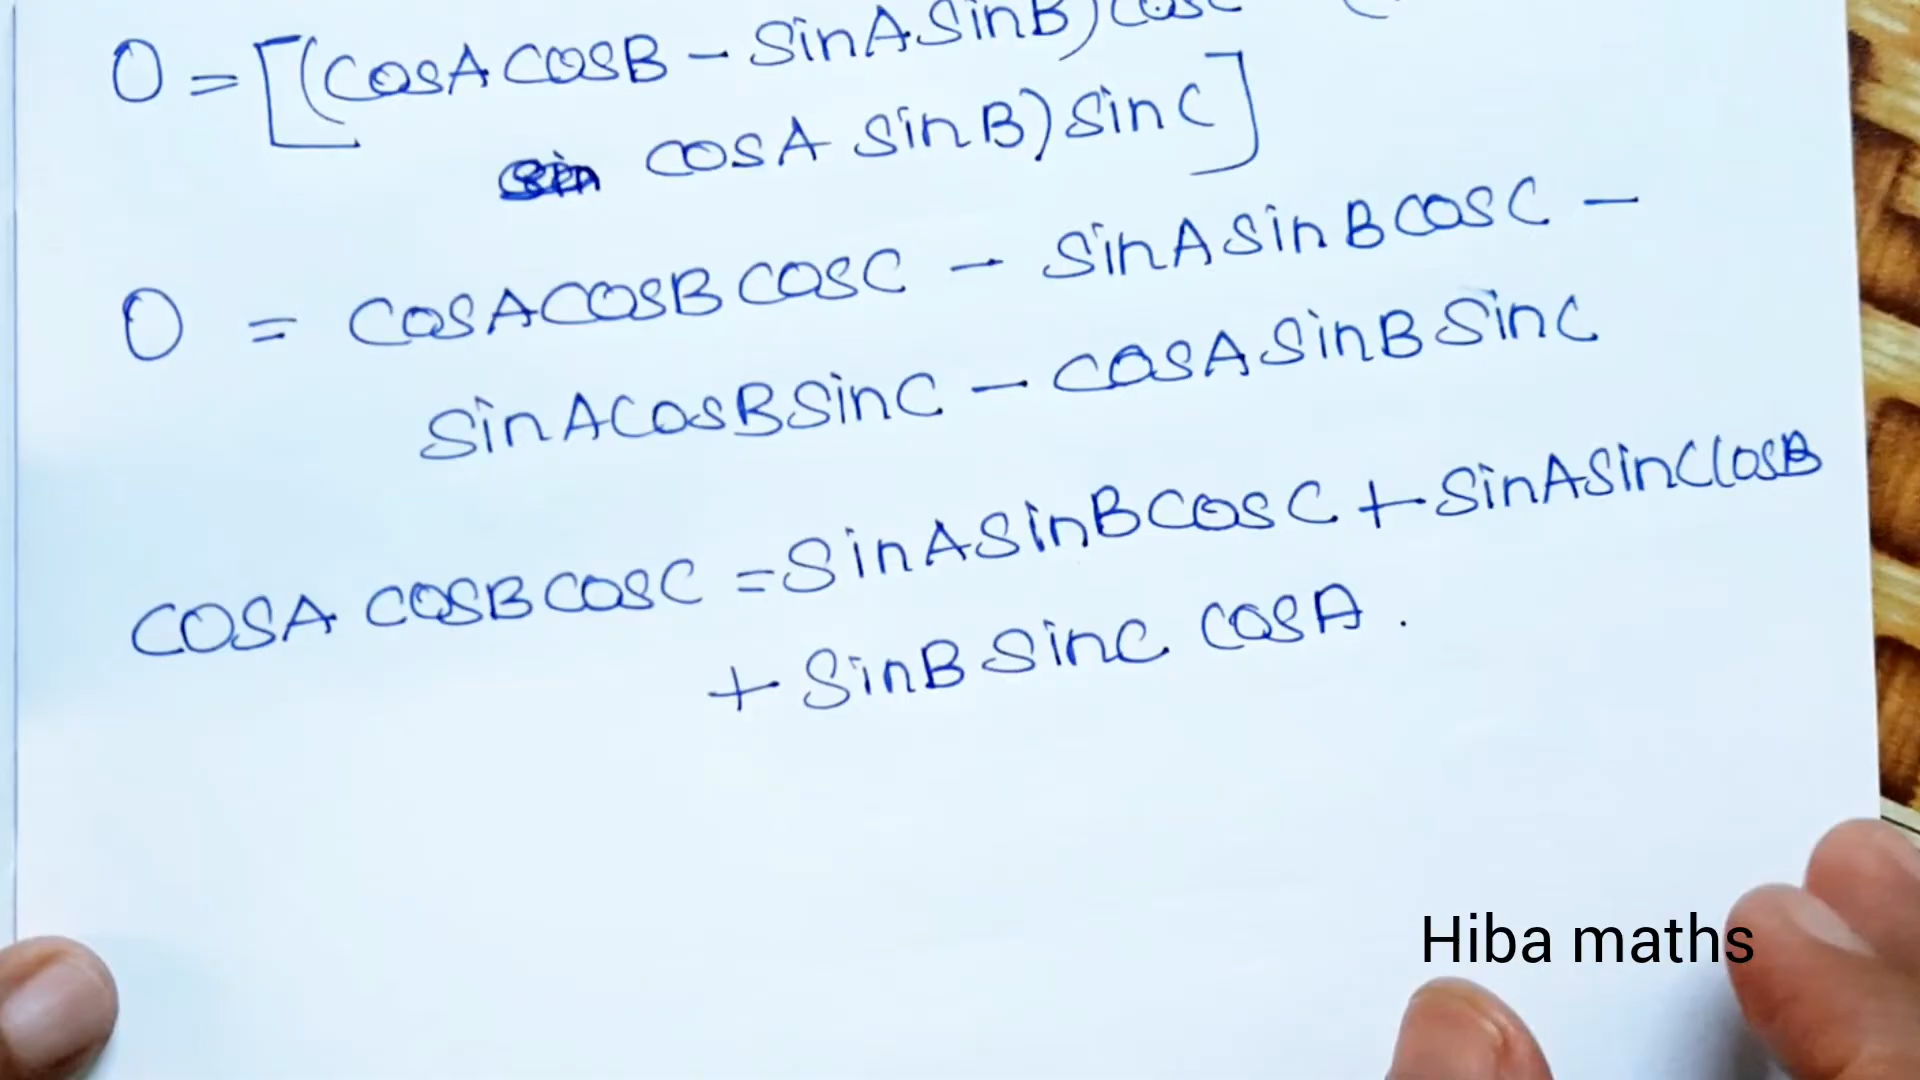 0 = [(cosA cosB - sinA sinB) cosC
cosA sinB) sinC]
0 = cosA cosB cosC - sinA sinB cosC -
sinA cosB sinC - cosA sinB sinC
cosA cosB cosC = sinA sinB cosC + sinA sinC cosB
+ sinB sinC cosA.
Hiba maths